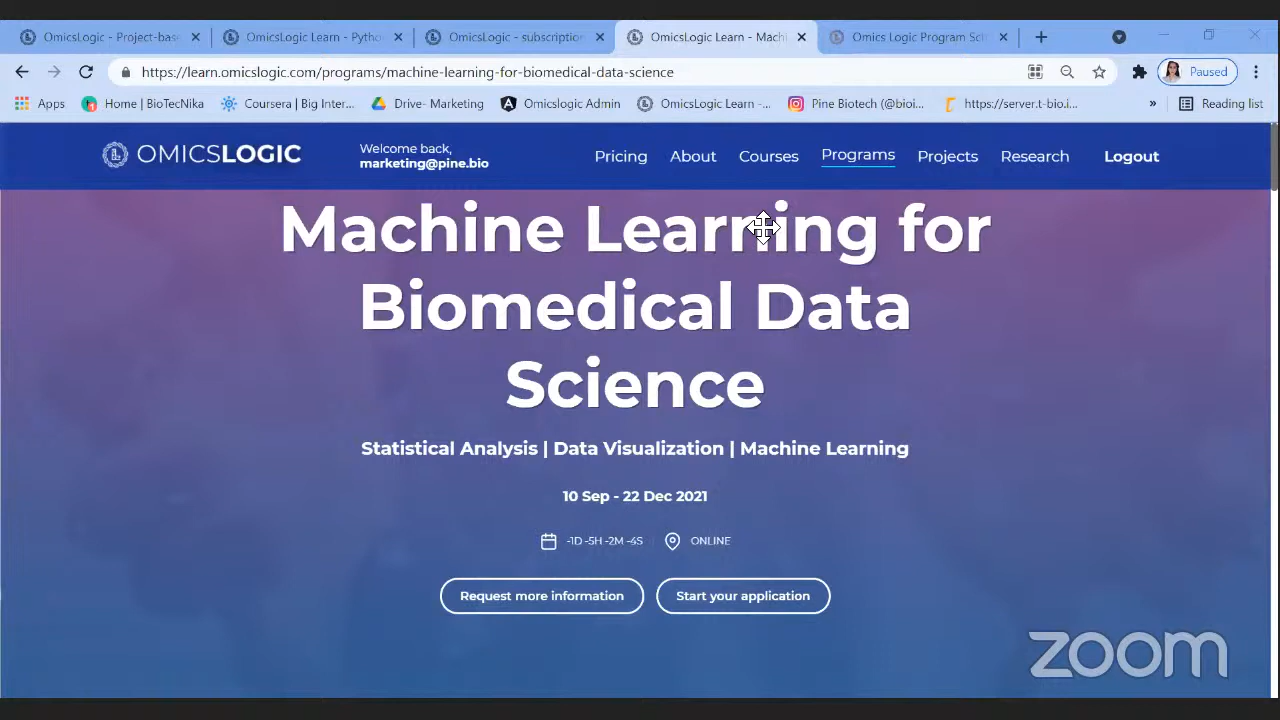 OmicsLogic - Project-bas
OmicsLogic Learn - Pytho
OmicsLogic - subscription
OmicsLogic Learn - Machi
Omics Logic Program Sch
https://learn.omicslogic.com/programs/machine-learning-for-biomedical-data-science
Paused
Apps
Home | BioTecNika
Coursera | Big Inter...
Drive- Marketing
Omicslogic Admin
OmicsLogic Learn -...
Pine Biotech (@bioi...
https://server.t-bio.i...
»
Reading list
OMICSLOGIC
Welcome back,
marketing@pine.bio
Pricing
About
Courses
Programs
Projects
Research
Logout
Machine Learning for
Biomedical Data
Science
Statistical Analysis | Data Visualization | Machine Learning
10 Sep - 22 Dec 2021
-1D -5H -2M -4S
ONLINE
Request more information
Start your application
zoom